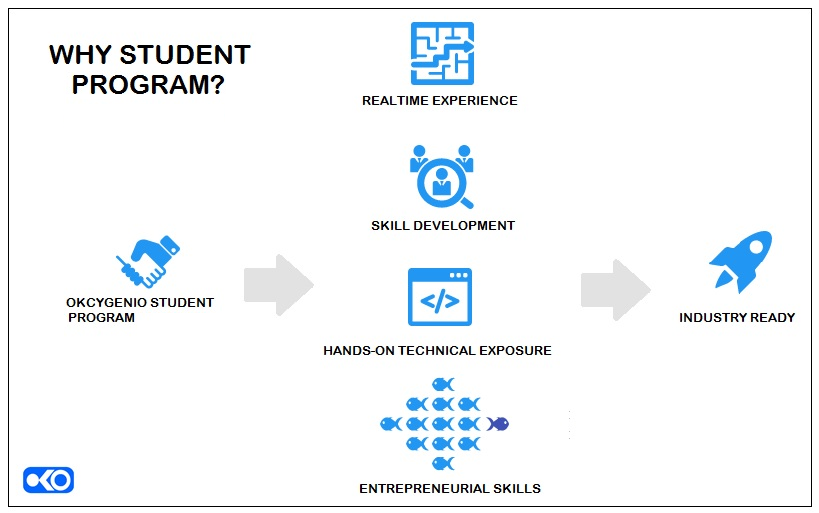 WHY STUDENT
PROGRAM?
REALTIME EXPERIENCE
SKILL DEVELOPMENT
OKCYGENIO STUDENT
PROGRAM
</>
HANDS-ON TECHNICAL EXPOSURE
INDUSTRY READY
ENTREPRENEURIAL SKILLS
OKO